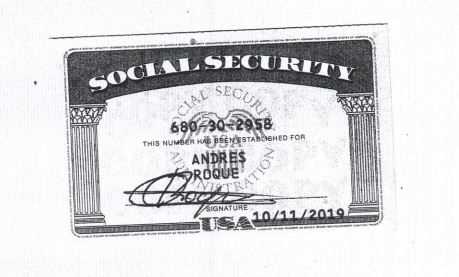 SOCIAL SECURITY
SOCIAL SECURITY ADMINISTRATION
680-30-2958
THIS NUMBER HAS BEEN ESTABLISHED FOR
ANDRES
ROQUE
SIGNATURE
USA 10/11/2019